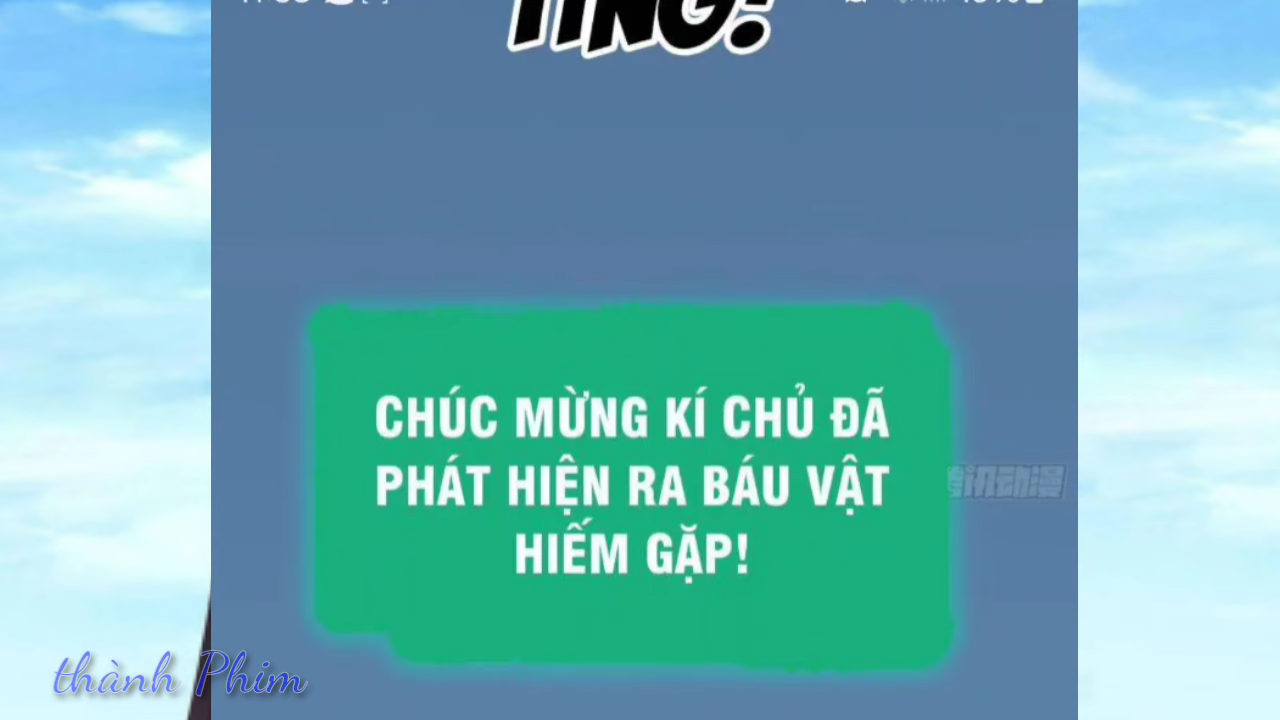 TING!
CHÚC MỪNG KÍ CHỦ ĐÃ
PHÁT HIỆN RA BÁU VẬT
HIẾM GẶP!
thành Phim